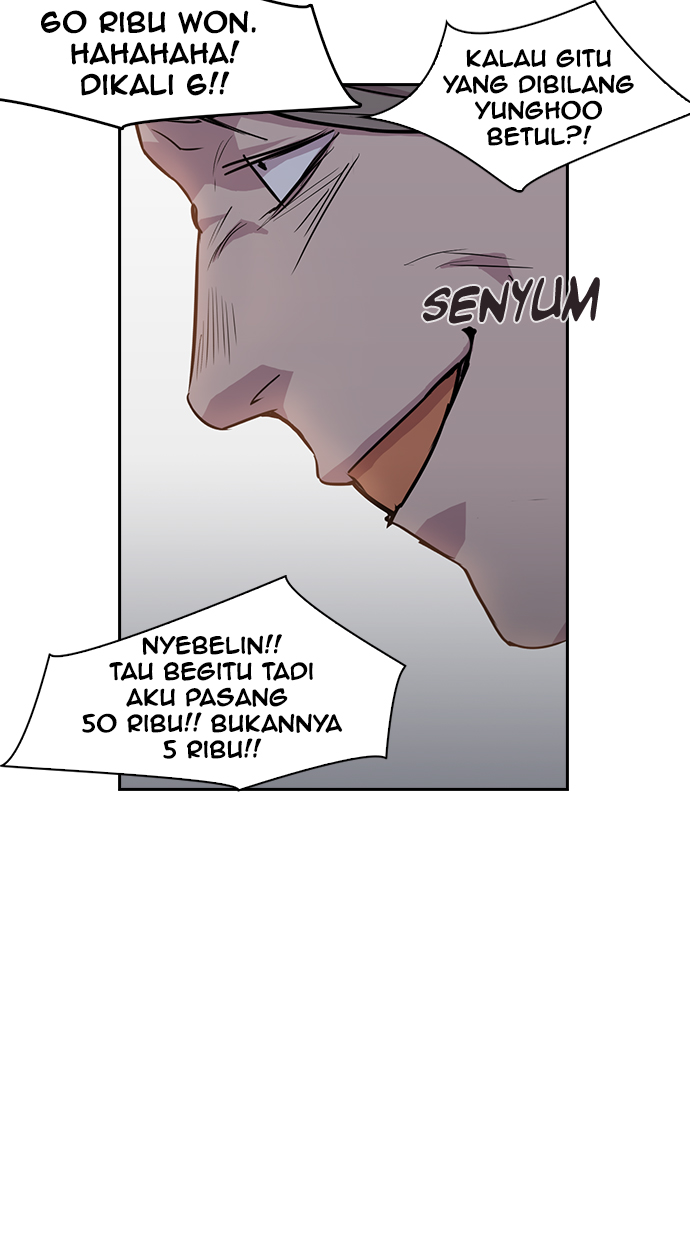 60 RIBU WON.
HAHAHAHA!
DIKALI 6!!
KALAU GITU
YANG DIBILANG
YUNGHOO
BETUL?!
SENYUM
NYEBELIN!!
TAU BEGITU TADI
AKU PASANG
50 RIBU!! BUKANNYA
5 RIBU!!